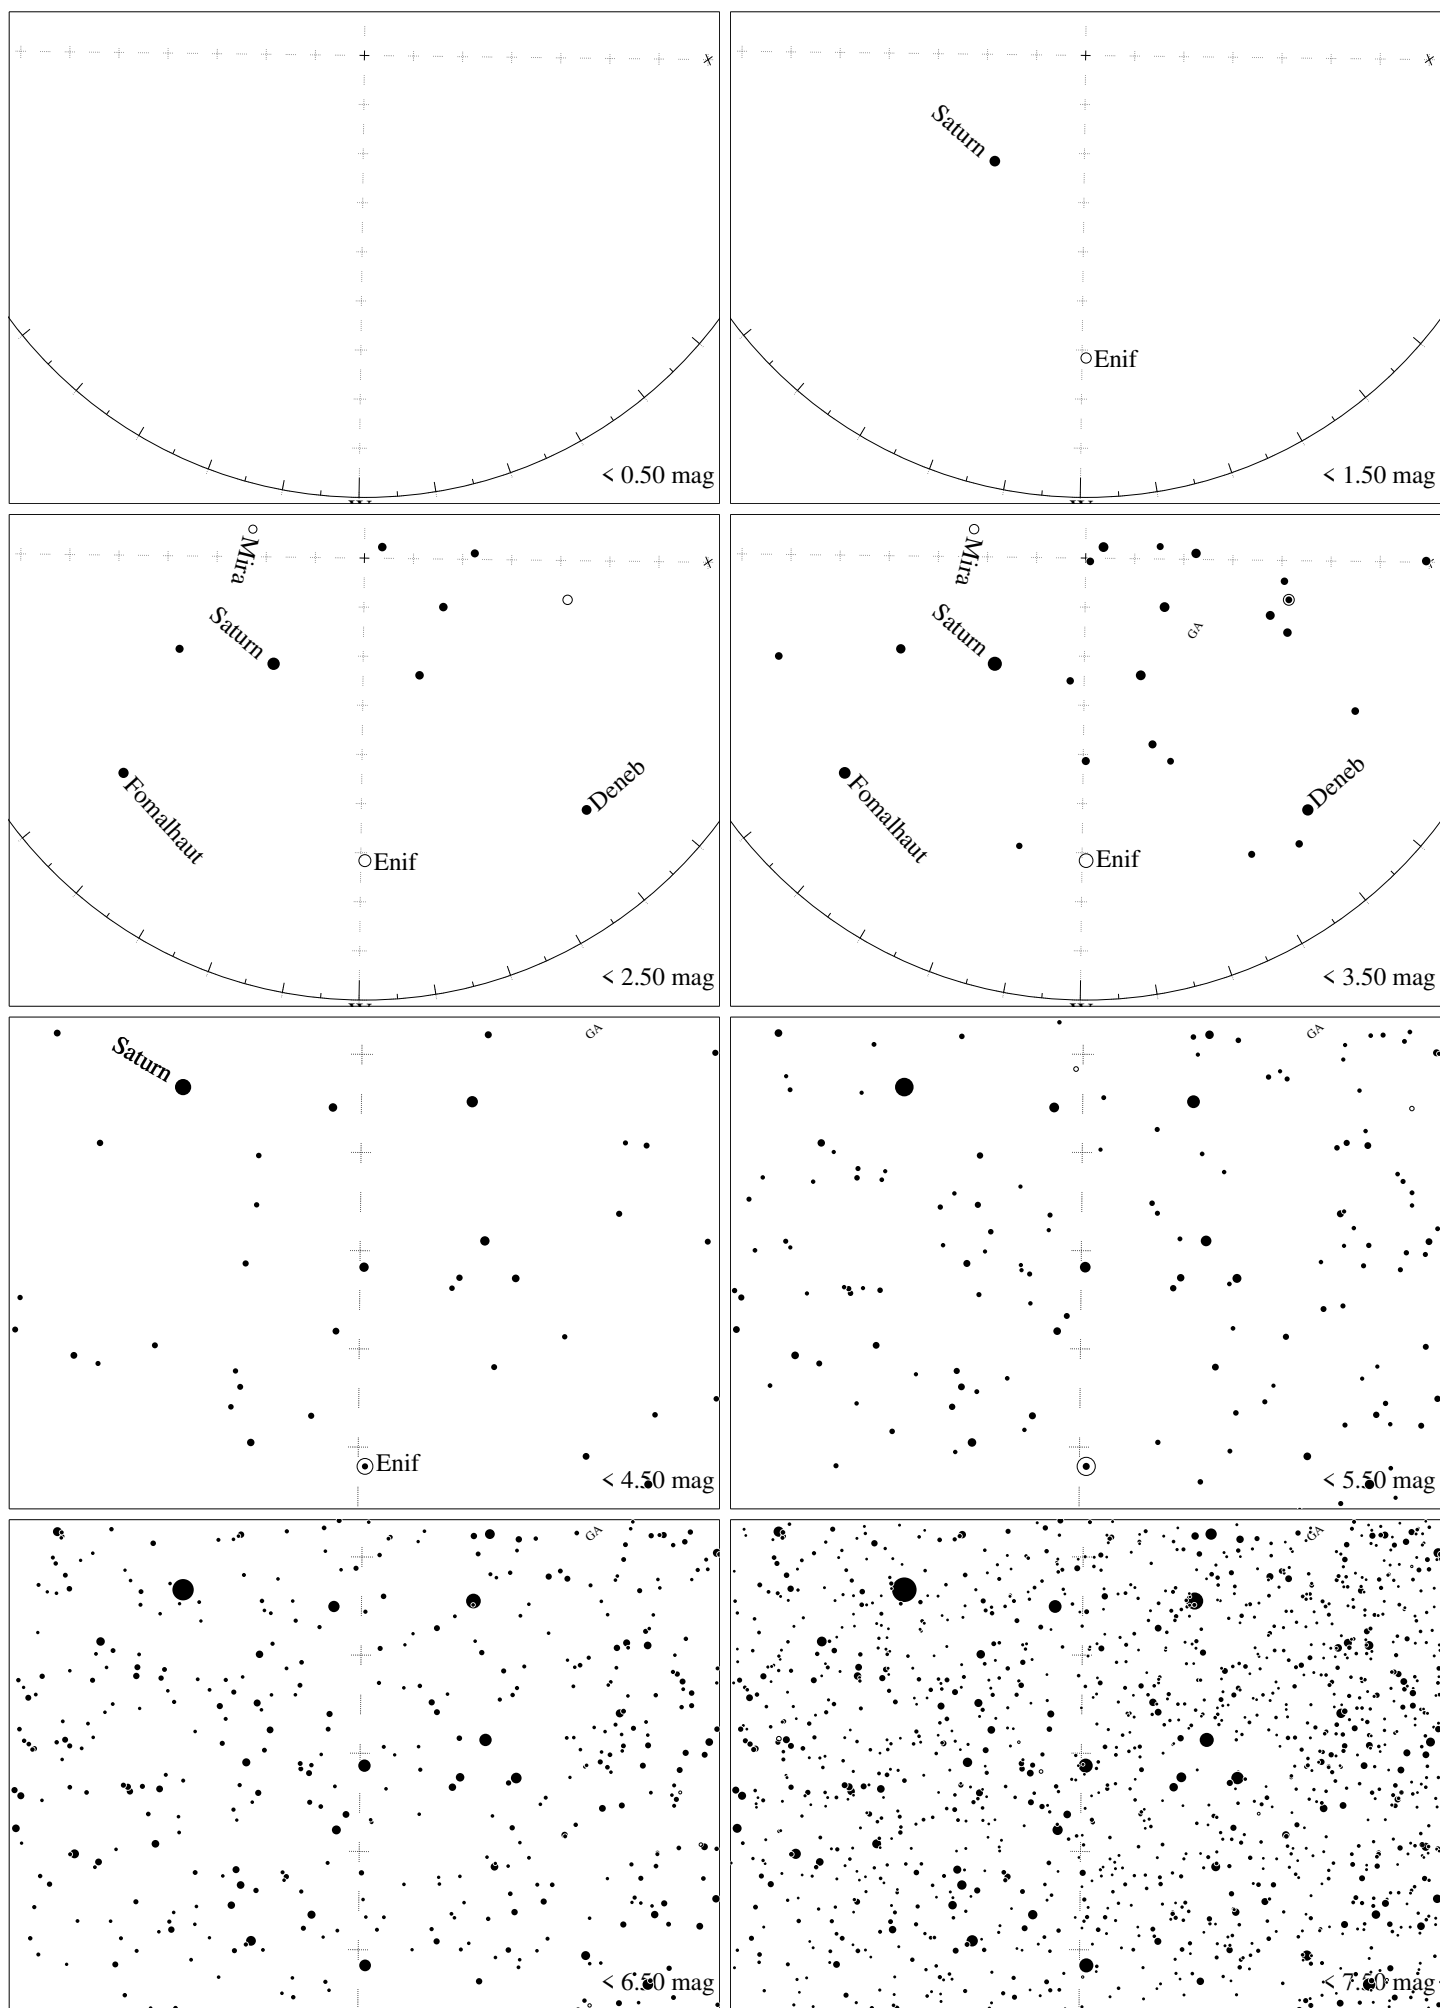 < 0.50 mag
Saturn
Enif
< 1.50 mag
Mira
Saturn
Fomalhaut
Deneb
Enif
< 2.50 mag
Mira
Saturn
GA
Fomalhaut
Deneb
Enif
< 3.50 mag
GA
Saturn
Enif
< 4.50 mag
GA
< 5.50 mag
GA
< 6.50 mag
GA
< 7.50 mag